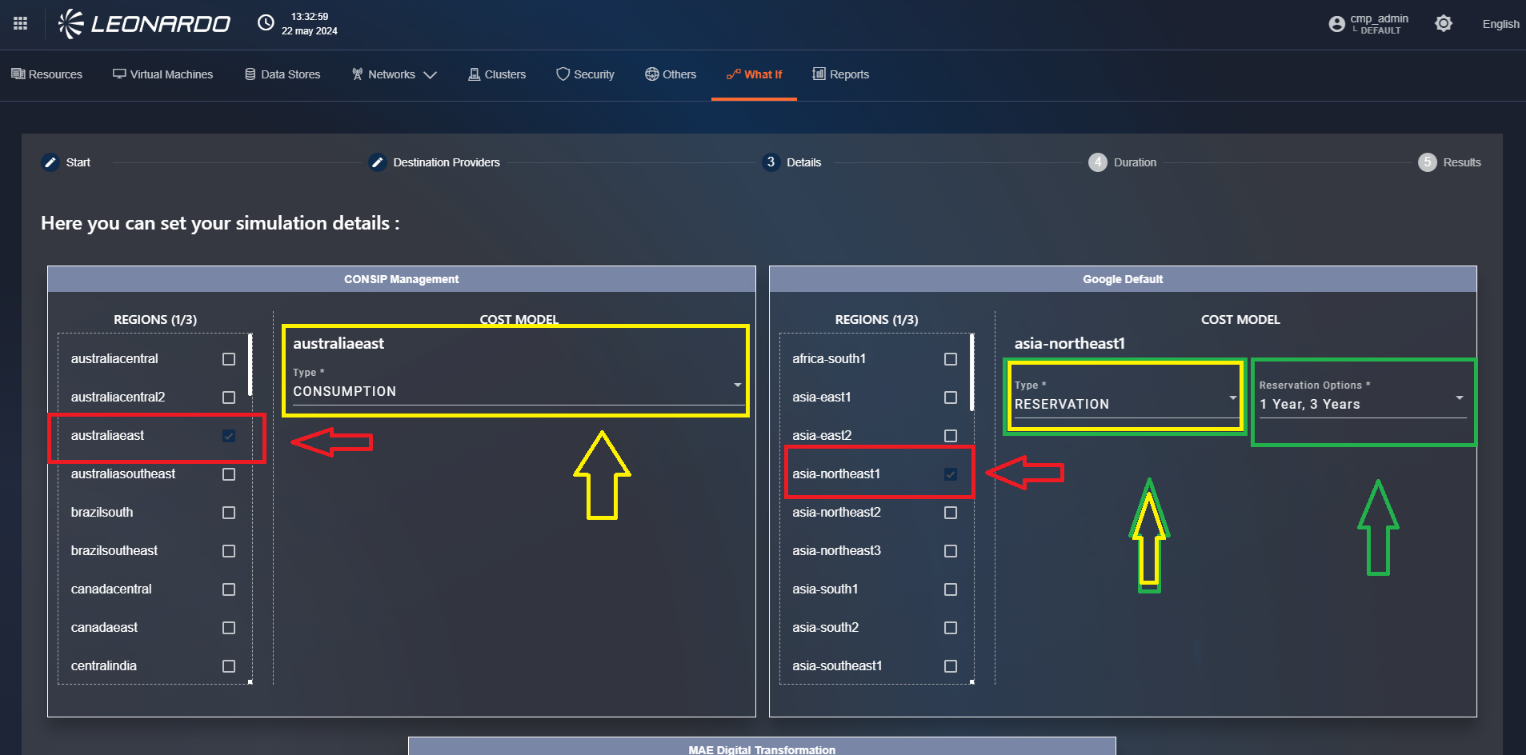 LEONARDO
13:32:59
22 may 2024
cmp_admin
DEFAULT
English
Resources
Virtual Machines
Data Stores
Networks
Clusters
Security
Others
What If
Reports
Start
Destination Providers
3 Details
4 Duration
5 Results
Here you can set your simulation details :
CONSIP Management
REGIONS (1/3)
australiacentral
australiacentral2
australiaeast
australiasoutheast
brazilsouth
brazilsoutheast
canadacentral
canadaeast
centralindia
COST MODEL
australiaeast
Type *
CONSUMPTION
Google Default
REGIONS (1/3)
africa-south1
asia-east1
asia-east2
asia-northeast1
asia-northeast2
asia-northeast3
asia-south1
asia-south2
asia-southeast1
COST MODEL
asia-northeast1
Type *
RESERVATION
Reservation Options *
1 Year, 3 Years
MAE Digital Transformation